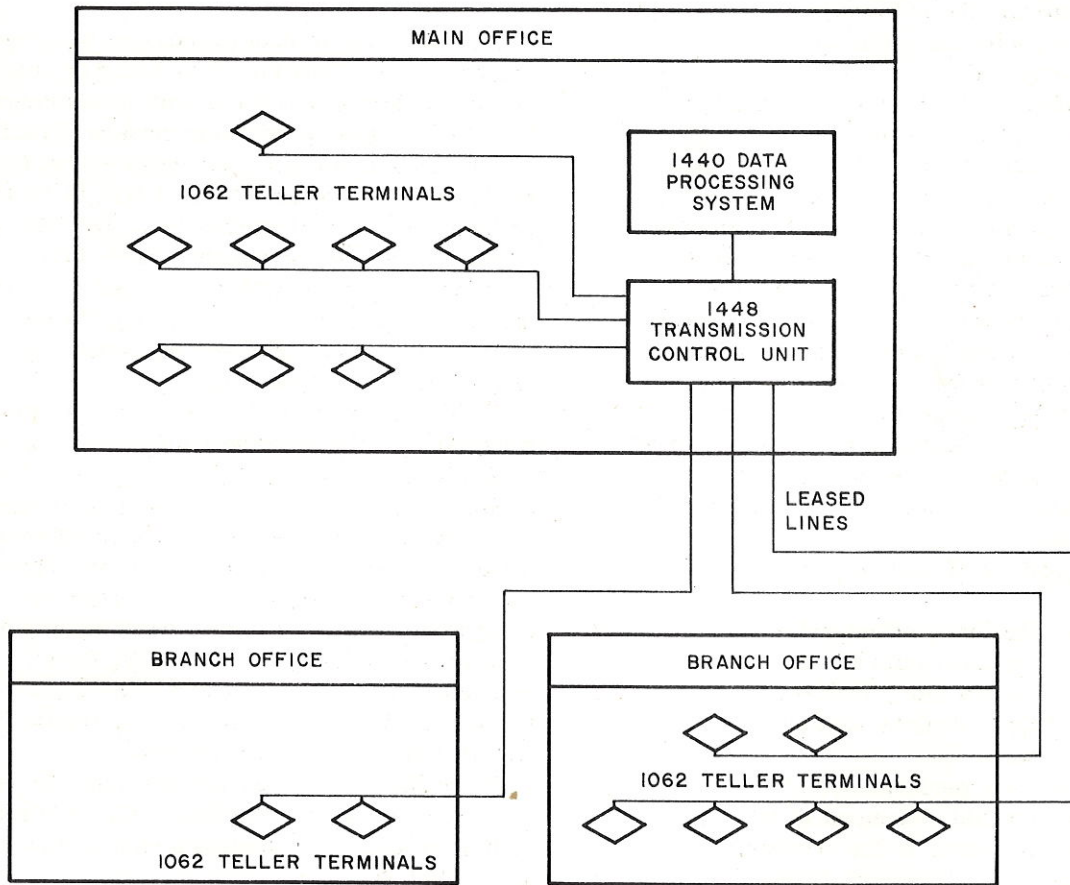 MAIN OFFICE
1062 TELLER TERMINALS
1440 DATA
PROCESSING
SYSTEM
1448
TRANSMISSION
CONTROL UNIT
LEASED
LINES
BRANCH OFFICE
1062 TELLER TERMINALS
BRANCH OFFICE
1062 TELLER TERMINALS